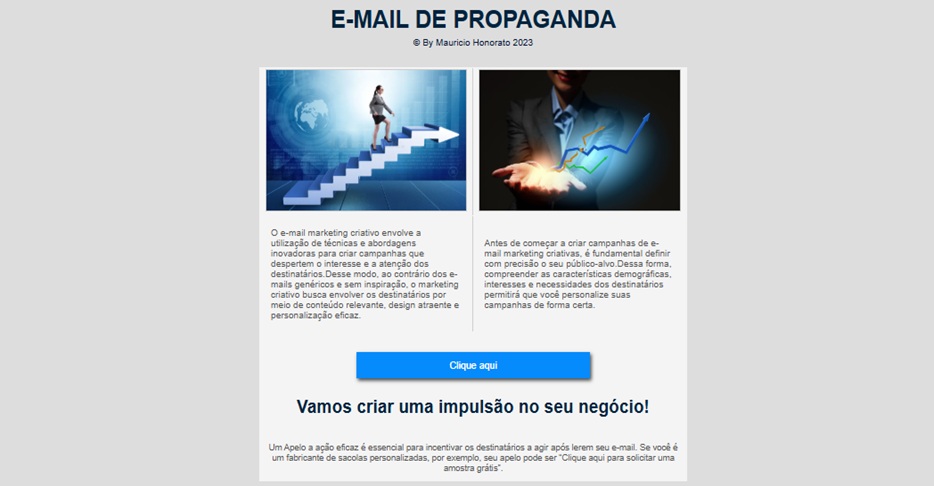 E-MAIL DE PROPAGANDA
© By Mauricio Honorato 2023
O e-mail marketing criativo envolve a
utilização de técnicas e abordagens
inovadoras para criar campanhas que
despertem o interesse e a atenção dos
destinatários.Desse modo, ao contrário dos e-
mails genéricos e sem inspiração, o marketing
criativo busca envolver os destinatários por
meio de conteúdo relevante, design atraente e
personalização eficaz.
Antes de começar a criar campanhas de e-
mail marketing criativas, é fundamental definir
com precisão o seu público-alvo.Dessa forma,
compreender as características demográficas,
interesses e necessidades dos destinatários
permitirá que você personalize suas
campanhas de forma certa.
Clique aqui
Vamos criar uma impulsão no seu negócio!
Um Apelo a ação eficaz é essencial para incentivar os destinatários a agir após lerem seu e-mail. Se você é
um fabricante de sacolas personalizadas, por exemplo, seu apelo pode ser “Clique aqui para solicitar uma
amostra grátis”.